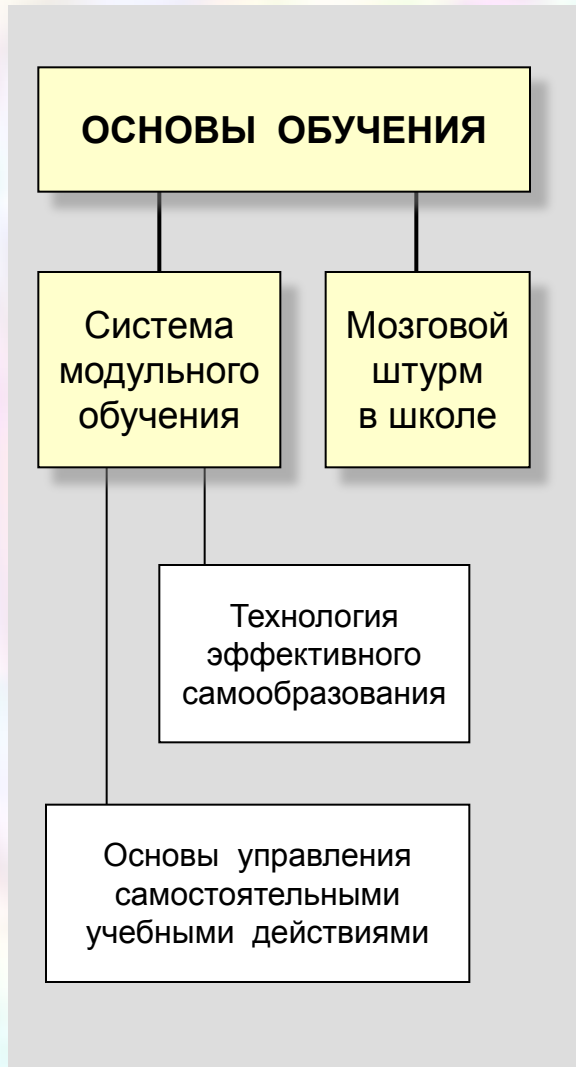 ОСНОВЫ ОБУЧЕНИЯ
Система
модульного
обучения
Мозговой
штурм
в школе
Технология
эффективного
самообразования
Основы управления
самостоятельными
учебными действиями